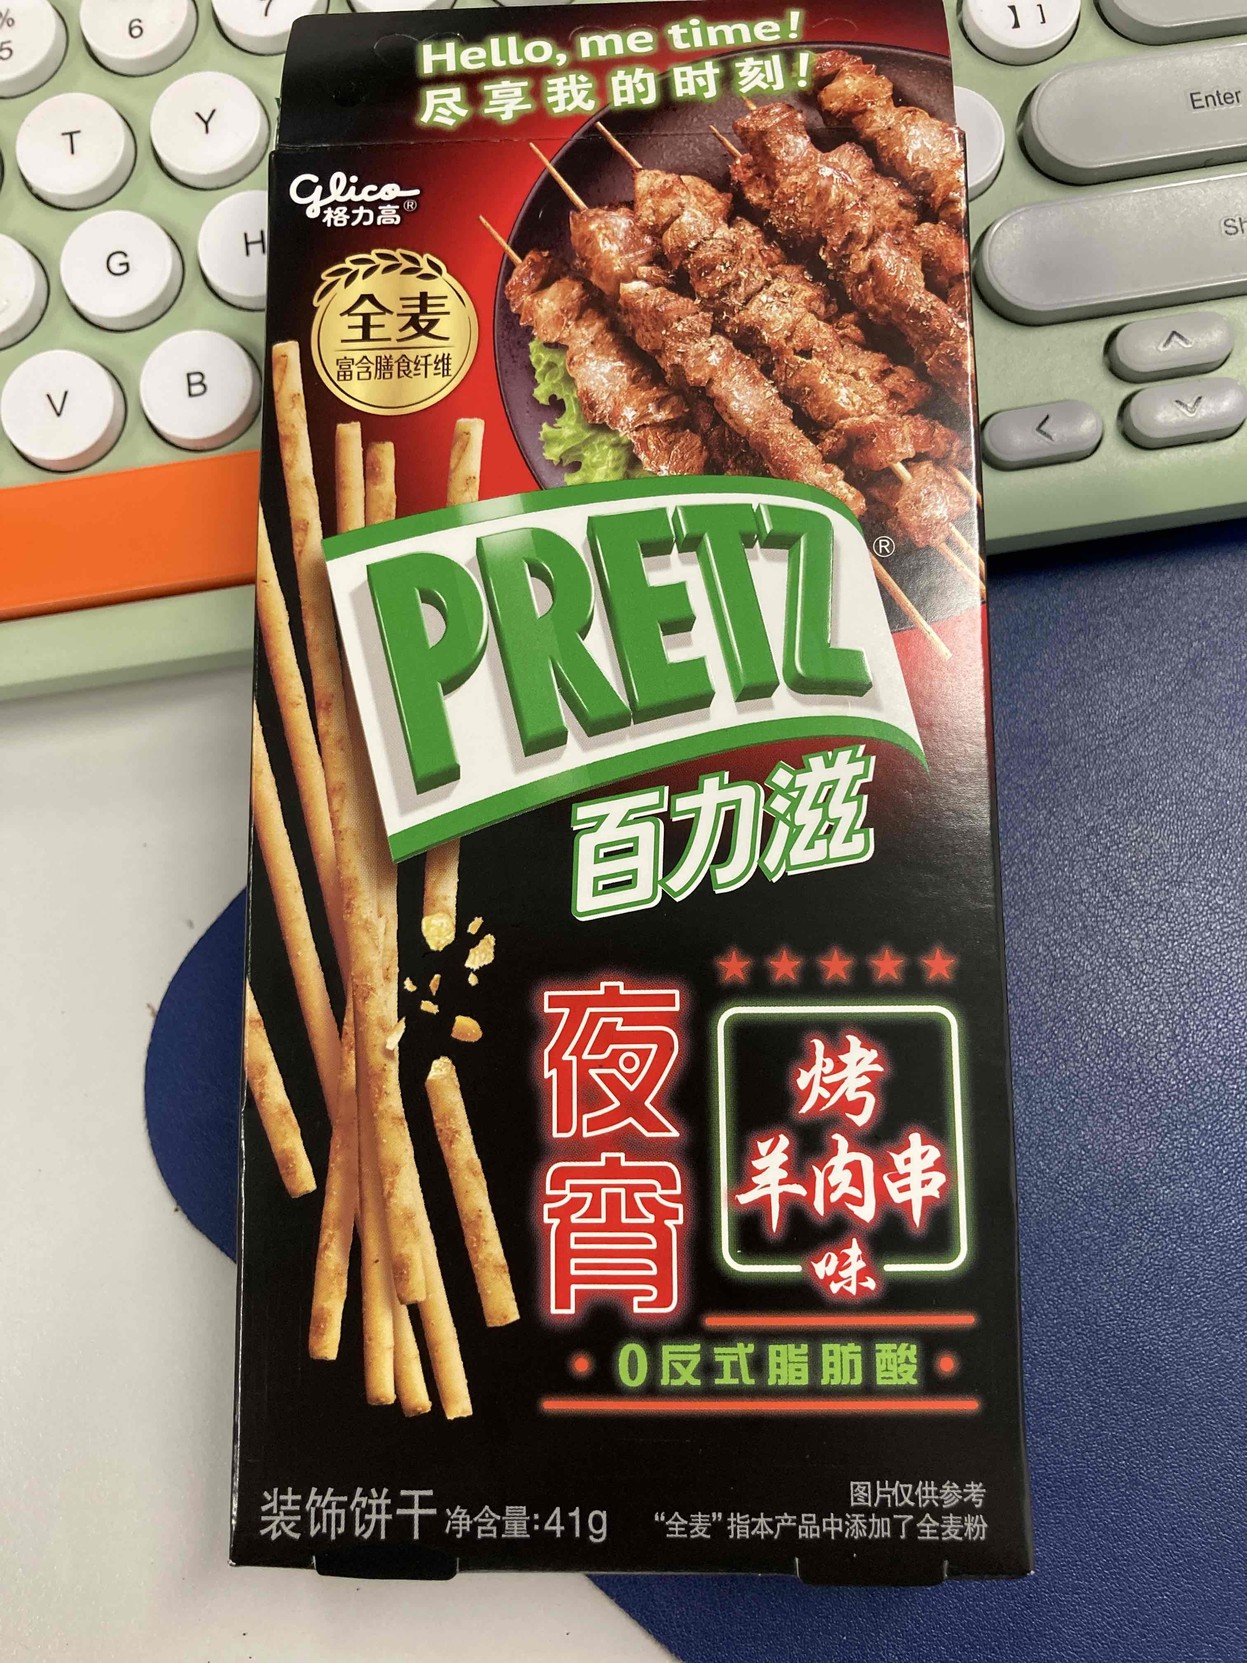 %
5
6
7
】 ]
T
Y
Enter
G
H
Sh
V
B
Hello, me time!
尽享我的时刻!
Glico
格力高®
全麦
富含膳食纤维
PRETZ®
百力滋
夜宵
烤
羊肉串
味
0反式脂肪酸
装饰饼干 净含量:41g
图片仅供参考
“全麦”指本产品中添加了全麦粉